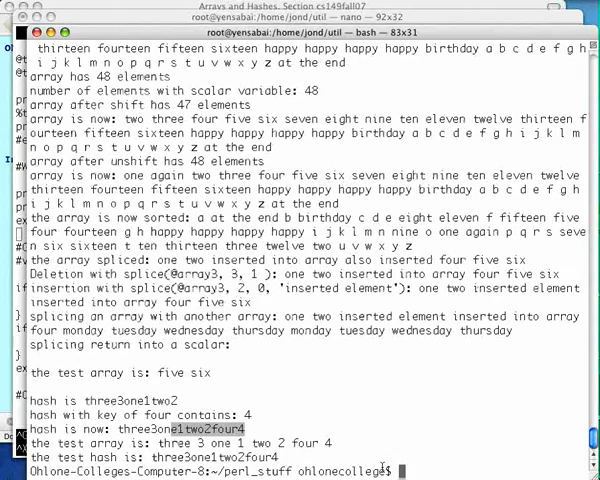 Arrays and Hashes. Section cs149fall07
root@yensabai:/home/jond/util — nano — 92x32
root@yensabai:/home/jond/util — bash — 83x31
thirteen fourteen fifteen sixteen happy happy happy happy birthday a b c d e f g h
i j k l m n o p q r s t u v w x y z at the end
array has 48 elements
number of elements with scalar variable: 48
array after shift has 47 elements
array is now: two three four five six seven eight nine ten eleven twelve thirteen f
ourteen fifteen sixteen happy happy happy happy birthday a b c d e f g h i j k l m
n o p q r s t u v w x y z at the end
array after unshift has 48 elements
array is now: one again two three four five six seven eight nine ten eleven twelve
thirteen fourteen fifteen sixteen happy happy happy happy birthday a b c d e f g h
i j k l m n o p q r s t u v w x y z at the end
the array is now sorted: a at the end b birthday c d e eight eleven f fifteen five
four fourteen g h happy happy happy happy i j k l m n nine o one again p q r s seve
n six sixteen t ten thirteen three twelve two u v w x y z
the array spliced: one two inserted into array also inserted four five six
Deletion with splice(@array3, 3, 1 ): one two inserted into array four five six
insertion with splice(@array3, 2, 0, 'inserted element'): one two inserted element
inserted into array four five six
splicing an array with another array: one two inserted element inserted into array
four monday tuesday wednesday thursday monday tuesday wednesday thursday
splicing return into a scalar:
the test array is: five six
hash is three3one1two2
hash with key of four contains: 4
hash is now: three3one1two2four4
the test array is: three 3 one 1 two 2 four 4
the test hash is: three3one1two2four4
Ohlone-Colleges-Computer-8:~/perl_stuff ohlonecollege$